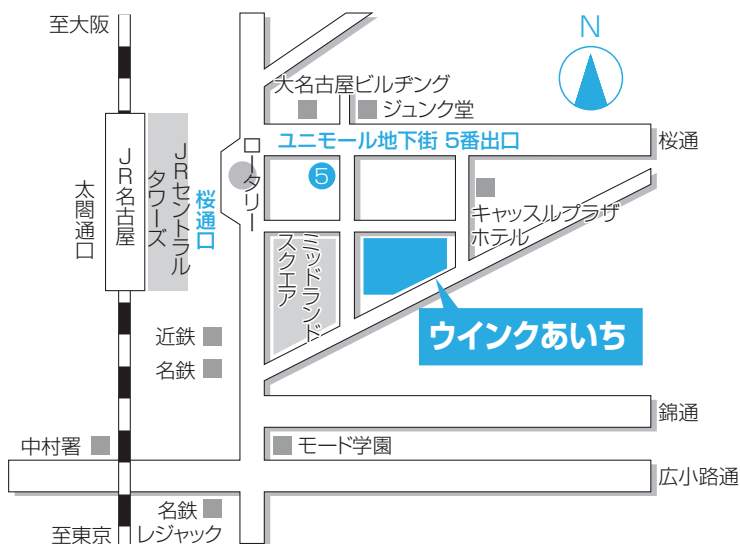 至大阪
N
大名古屋ビルヂング
ジュンク堂
ユニモール地下街 5番出口
桜通
ロータリー
5
JR名古屋
JRセントラル
タワーズ
桜通口
太閤通口
キャッスルプラザ
ホテル
ミッドランド
スクエア
ウインクあいち
近鉄
名鉄
錦通
中村署
モード学園
広小路通
名鉄
レジャック
至東京